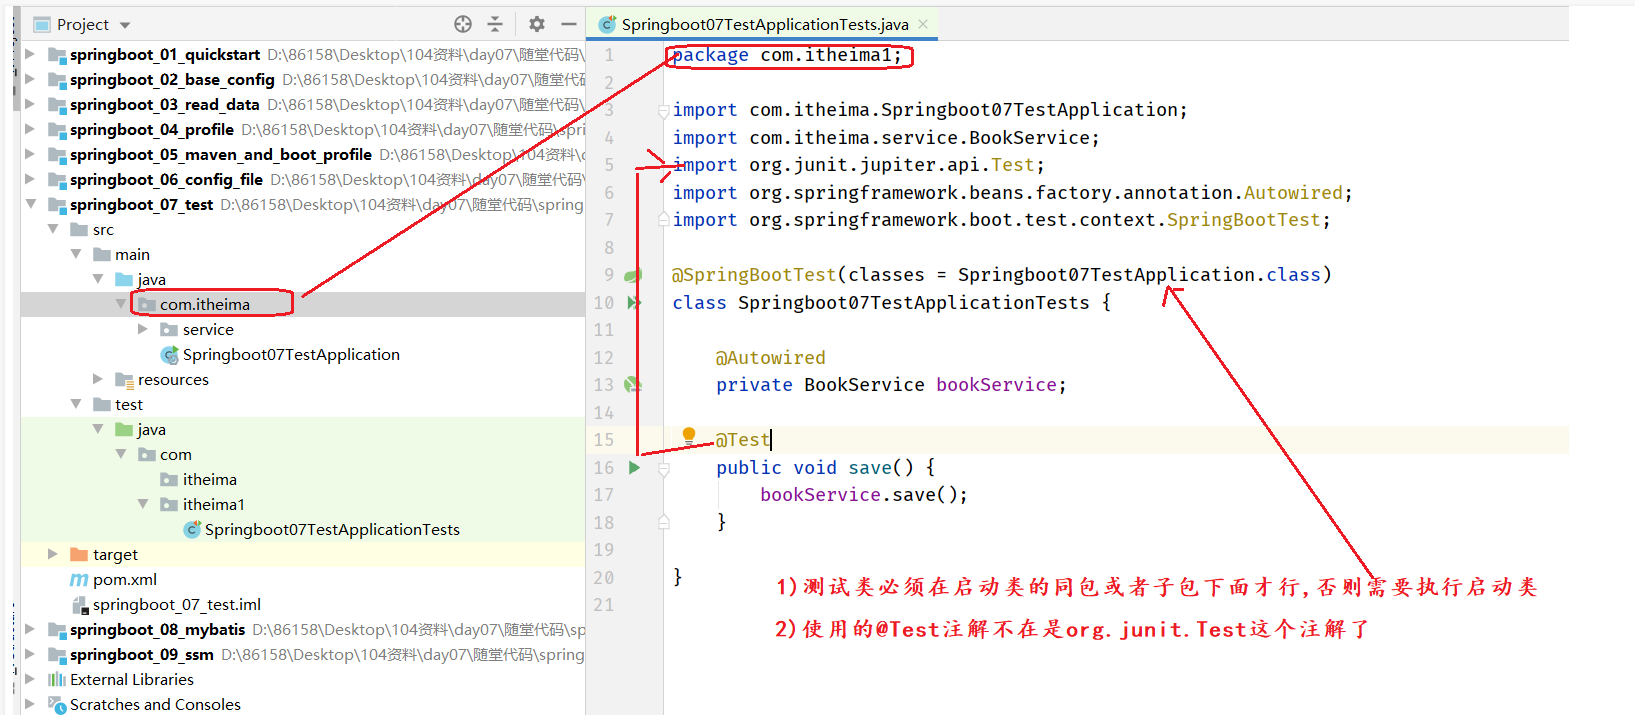 Project
springboot_01_quickstart D:\86158\Desktop\104资料\day07\随堂代码\
springboot_02_base_config D:\86158\Desktop\104资料\day07\随堂代码
springboot_03_read_data D:\86158\Desktop\104资料\day07\随堂代码\
springboot_04_profile D:\86158\Desktop\104资料\day07\随堂代码\spri
springboot_05_maven_and_boot_profile D:\86158\Desktop\104资料\d
springboot_06_config_file D:\86158\Desktop\104资料\day07\随堂代码\
springboot_07_test D:\86158\Desktop\104资料\day07\随堂代码\spring
src
main
java
com.itheima
service
Springboot07TestApplication
resources
test
java
com
itheima
itheima1
Springboot07TestApplicationTests
target
pom.xml
springboot_07_test.iml
springboot_08_mybatis D:\86158\Desktop\104资料\day07\随堂代码\sp
springboot_09_ssm D:\86158\Desktop\104资料\day07\随堂代码\spring
External Libraries
Scratches and Consoles
Springboot07TestApplicationTests.java
1 package com.itheima1;
2
3 import com.itheima.Springboot07TestApplication;
4 import com.itheima.service.BookService;
5 import org.junit.jupiter.api.Test;
6 import org.springframework.beans.factory.annotation.Autowired;
7 import org.springframework.boot.test.context.SpringBootTest;
8
9 @SpringBootTest(classes = Springboot07TestApplication.class)
10 class Springboot07TestApplicationTests {
11
12 @Autowired
13 private BookService bookService;
14
15 @Test
16 public void save() {
17 bookService.save();
18 }
19
20 }
21
1)测试类必须在启动类的同包或者子包下面才行,否则需要执行启动类
2)使用的@Test注解不在是org.junit.Test这个注解了